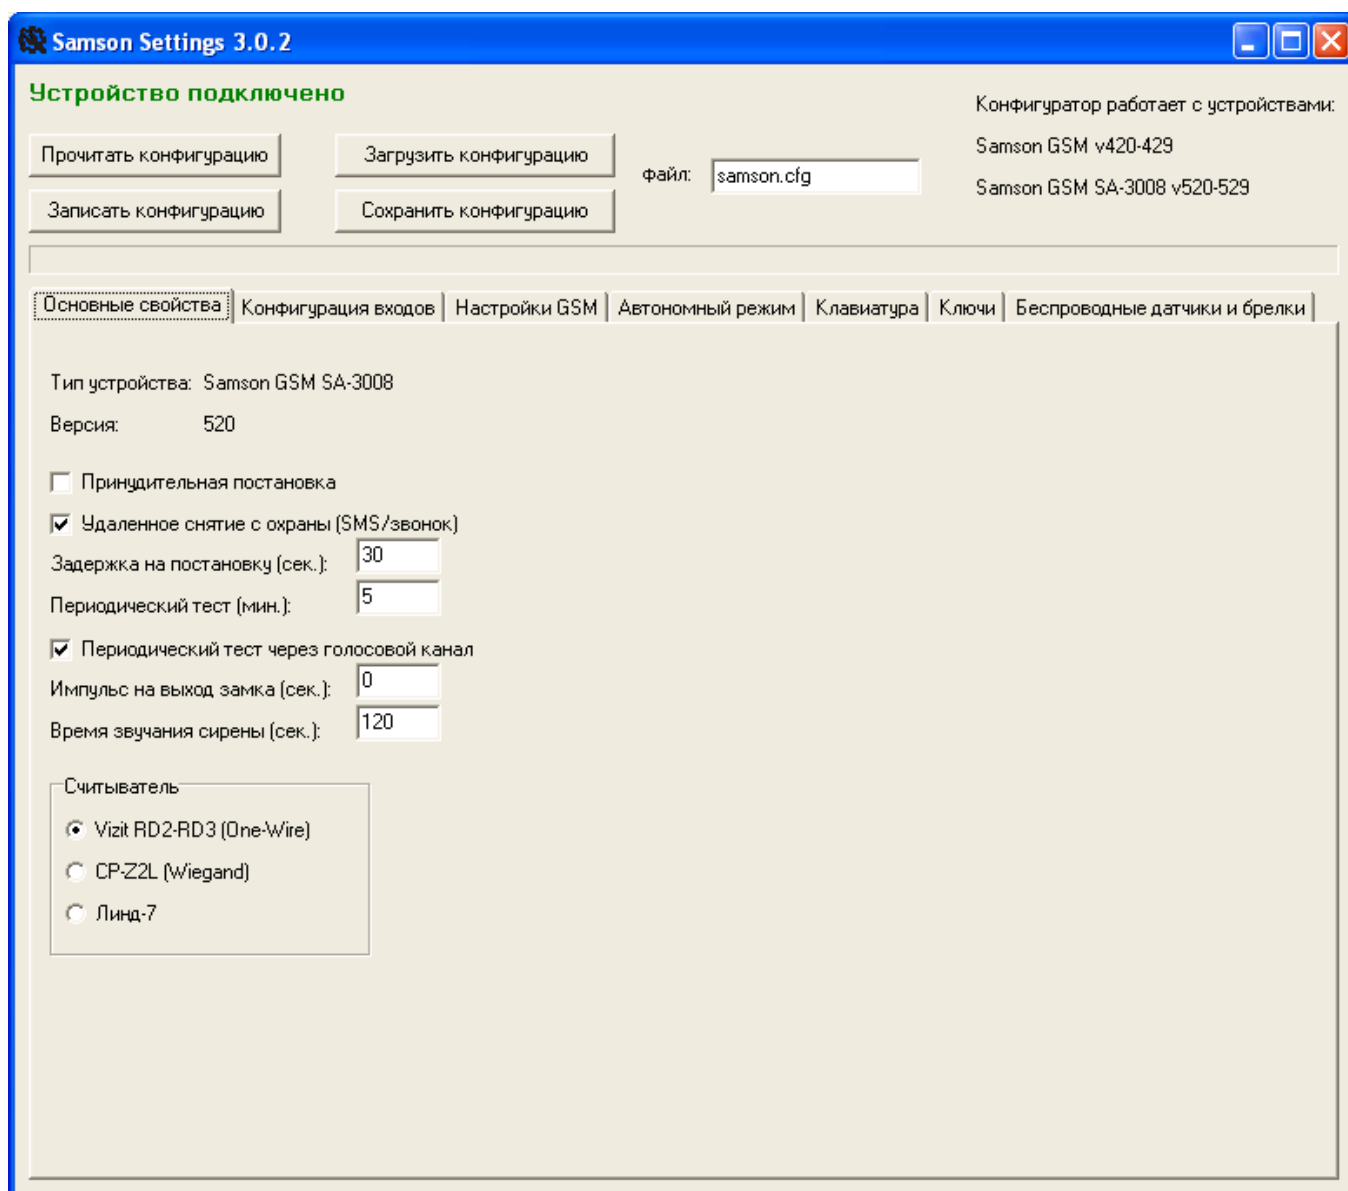 Samson Settings 3.0.2
Устройство подключено
Конфигуратор работает с устройствами:
Прочитать конфигурацию
Загрузить конфигурацию
Файл:
samson.cfg
Samson GSM v420-429
Записать конфигурацию
Сохранить конфигурацию
Samson GSM SA-3008 v520-529
Основные свойства Конфигурация входов Настройки GSM Автономный режим Клавиатура Ключи Беспроводные датчики и брелки
Тип устройства: Samson GSM SA-3008
Версия: 520
Принудительная постановка
Удаленное снятие с охраны (SMS/звонок)
Задержка на постановку (сек.): 30
Периодический тест (мин.): 5
Периодический тест через голосовой канал
Импульс на выход замка (сек.): 0
Время звучания сирены (сек.): 120
Считыватель
Vizit RD2-RD3 (One-Wire)
CP-Z2L (Wiegand)
Линд-7